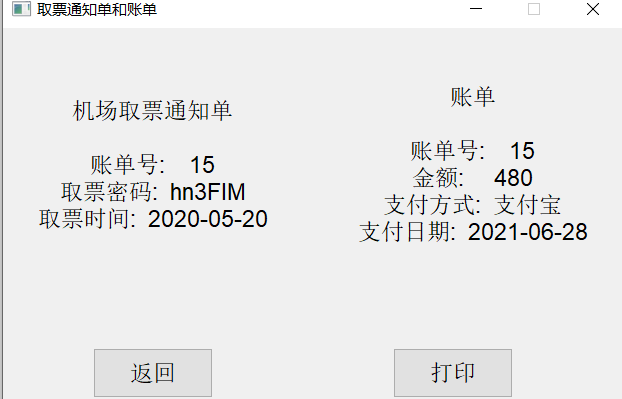 取票通知单和账单
机场取票通知单
账单号: 15
取票密码: hn3FIM
取票时间: 2020-05-20
账单
账单号: 15
金额: 480
支付方式: 支付宝
支付日期: 2021-06-28
返回
打印